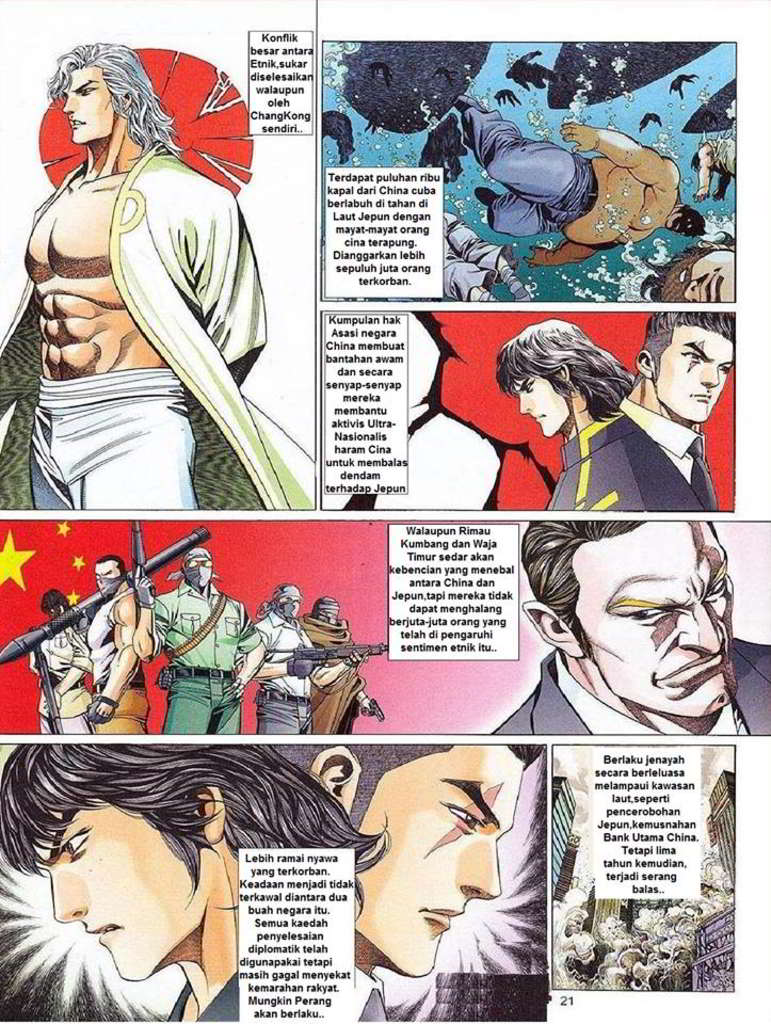 Konflik
besar antara
Etnik,sukar
diselesaikan
walaupun
oleh
ChangKong
sendiri..
Terdapat puluhan ribu
kapal dari China cuba
berlabuh di tahan di
Laut Jepun dengan
mayat-mayat orang
cina terapung.
Dianggarkan lebih
sepuluh juta orang
terkorban.
Kumpulan hak
Asasi negara
China membuat
bantahan awam
dan secara
senyap-senyap
mereka
membantu
aktivis Ultra-
Nasionalis
haram Cina
untuk membalas
dendam
terhadap Jepun
Walaupun Rimau
Kumbang dan Waja
Timur sedar akan
kebencian yang menebal
antara China dan
Jepun,tapi mereka tidak
dapat menghalang
berjuta-juta orang yang
telah di pengaruhi
sentimen etnik itu..
Lebih ramai nyawa
yang terkorban.
Keadaan menjadi tidak
terkawal diantara dua
buah negara itu.
Semua kaedah
penyelesaian
diplomatik telah
digunapakai tetapi
masih gagal menyekat
kemarahan rakyat.
Mungkin Perang
akan berlaku..
Berlaku jenayah
secara berleluasa
melampaui kawasan
laut,seperti
pencerobohan
Jepun,kemusnahan
Bank Utama China.
Tetapi lima
tahun kemudian,
terjadi serang
balas..
21